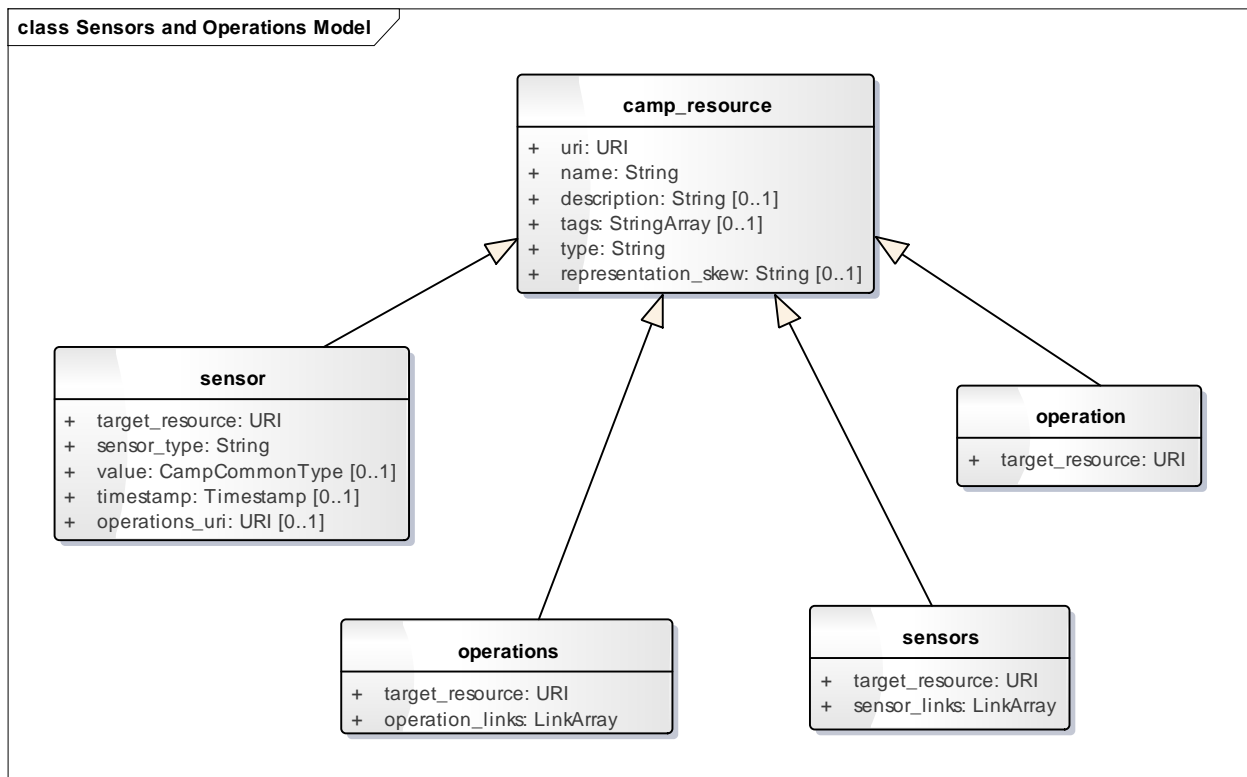 class Sensors and Operations Model
camp_resource
+ uri: URI
+ name: String
+ description: String [0..1]
+ tags: StringArray [0..1]
+ type: String
+ representation_skew: String [0..1]
sensor
+ target_resource: URI
+ sensor_type: String
+ value: CampCommonType [0..1]
+ timestamp: Timestamp [0..1]
+ operations_uri: URI [0..1]
operation
+ target_resource: URI
operations
+ target_resource: URI
+ operation_links: LinkArray
sensors
+ target_resource: URI
+ sensor_links: LinkArray